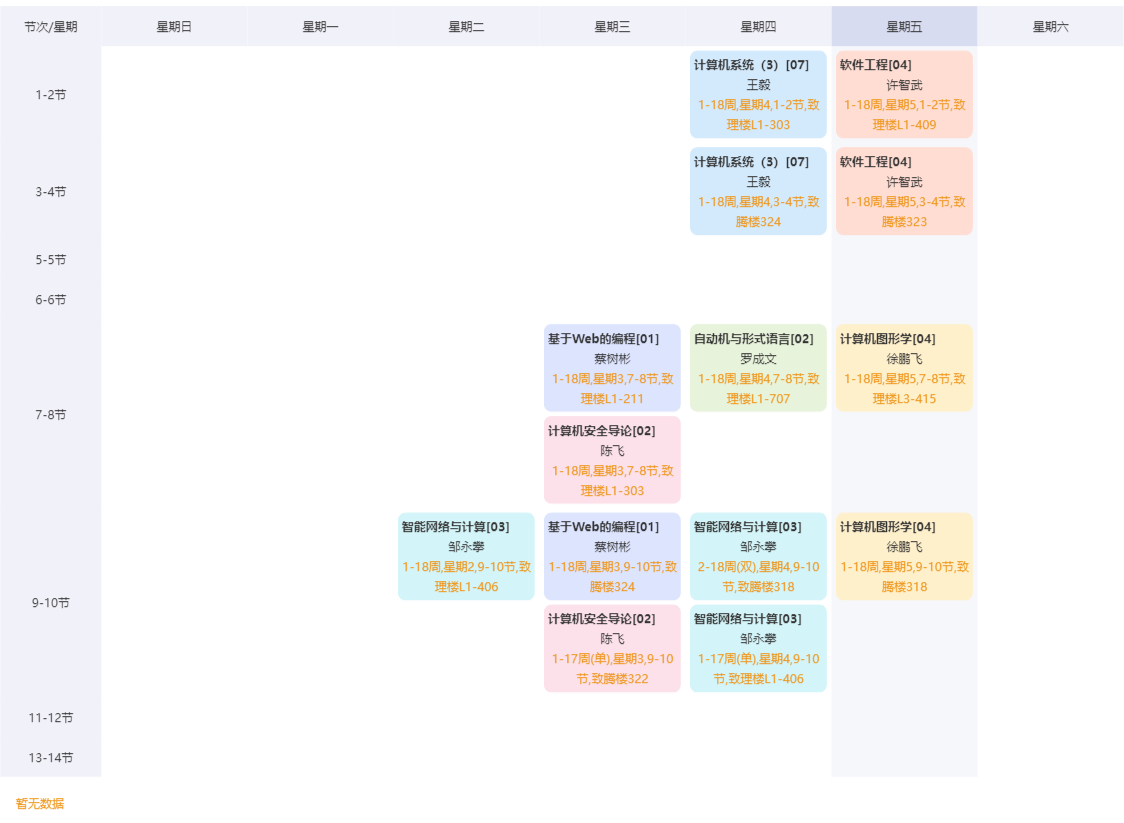 节次/星期
星期日
星期一
星期二
星期三
星期四
星期五
星期六
1-2节
计算机系统（3）[07]
王毅
1-18周,星期4,1-2节,致
理楼L1-303
软件工程[04]
许智武
1-18周,星期5,1-2节,致
理楼L1-409
3-4节
计算机系统（3）[07]
王毅
1-18周,星期4,3-4节,致
腾楼324
软件工程[04]
许智武
1-18周,星期5,3-4节,致
腾楼323
5-5节
6-6节
7-8节
基于Web的编程[01]
蔡树彬
1-18周,星期3,7-8节,致
理楼L1-211
计算机安全导论[02]
陈飞
1-18周,星期3,7-8节,致
理楼L1-303
自动机与形式语言[02]
罗成文
1-18周,星期4,7-8节,致
理楼L1-707
计算机图形学[04]
徐鹏飞
1-18周,星期5,7-8节,致
理楼L3-415
9-10节
智能网络与计算[03]
邹永攀
1-18周,星期2,9-10节,致
理楼L1-406
基于Web的编程[01]
蔡树彬
1-18周,星期3,9-10节,致
腾楼324
计算机安全导论[02]
陈飞
1-17周(单),星期3,9-10
节,致腾楼322
智能网络与计算[03]
邹永攀
2-18周(双),星期4,9-10
节,致腾楼318
智能网络与计算[03]
邹永攀
1-17周(单),星期4,9-10
节,致理楼L1-406
计算机图形学[04]
徐鹏飞
1-18周,星期5,9-10节,致
腾楼318
11-12节
13-14节
暂无数据